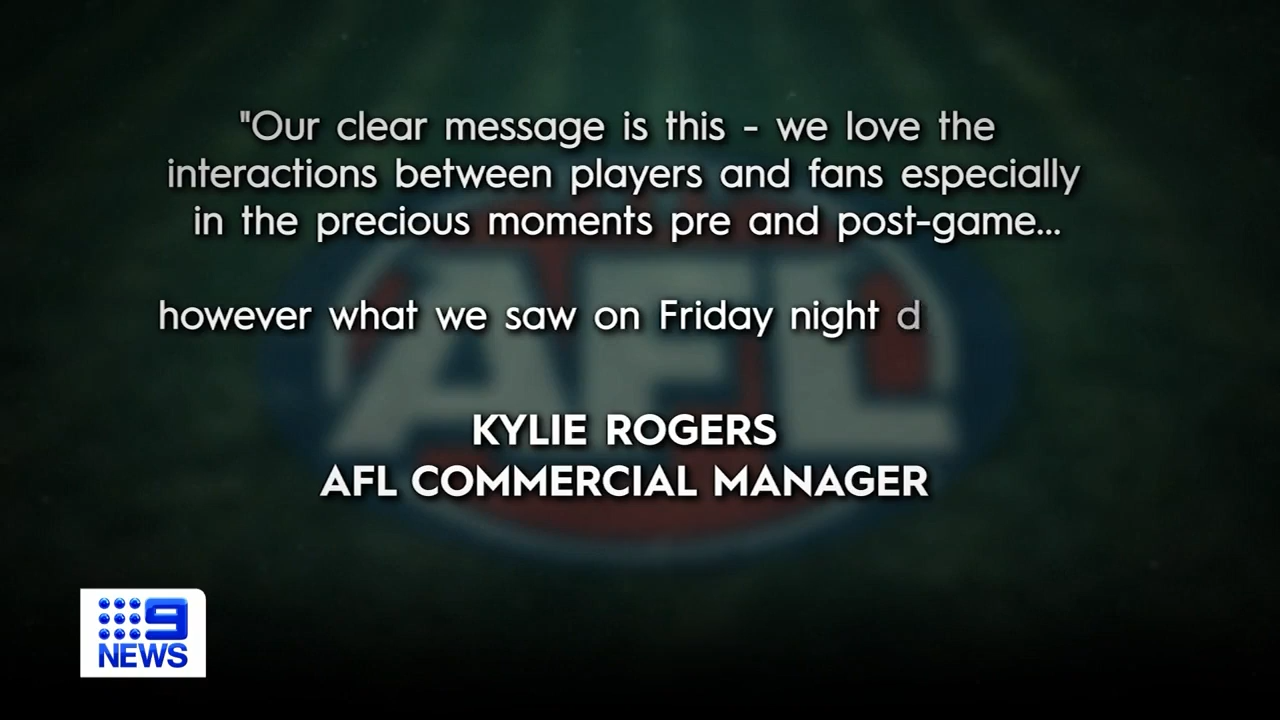 "Our clear message is this - we love the
interactions between players and fans especially
in the precious moments pre and post-game...
however what we saw on Friday night d
KYLIE ROGERS
AFL COMMERCIAL MANAGER
AFL
9
NEWS